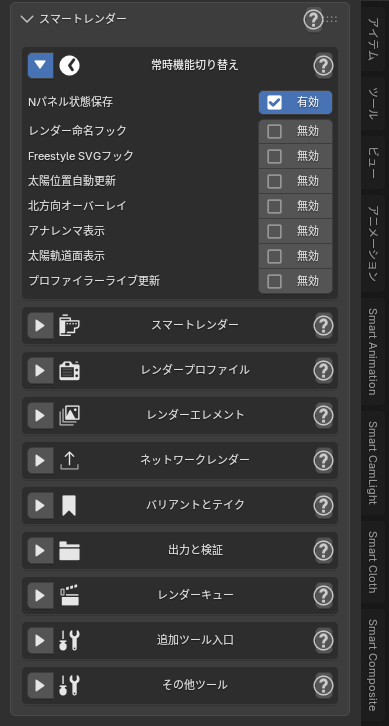 スマートレンダー
常時機能切り替え
Nパネル状態保存 有効
レンダー命名フック 無効
Freestyle SVGフック 無効
太陽位置自動更新 無効
北方向オーバーレイ 無効
アナレンマ表示 無効
太陽軌道面表示 無効
プロファイラーライブ更新 無効
スマートレンダー
レンダープロファイル
レンダーエレメント
ネットワークレンダー
バリアントとテイク
出力と検証
レンダーキュー
追加ツール入口
その他ツール
アイテム
ツール
ビュー
アニメーション
Smart Animation
Smart CamLight
Smart Cloth
Smart Composite